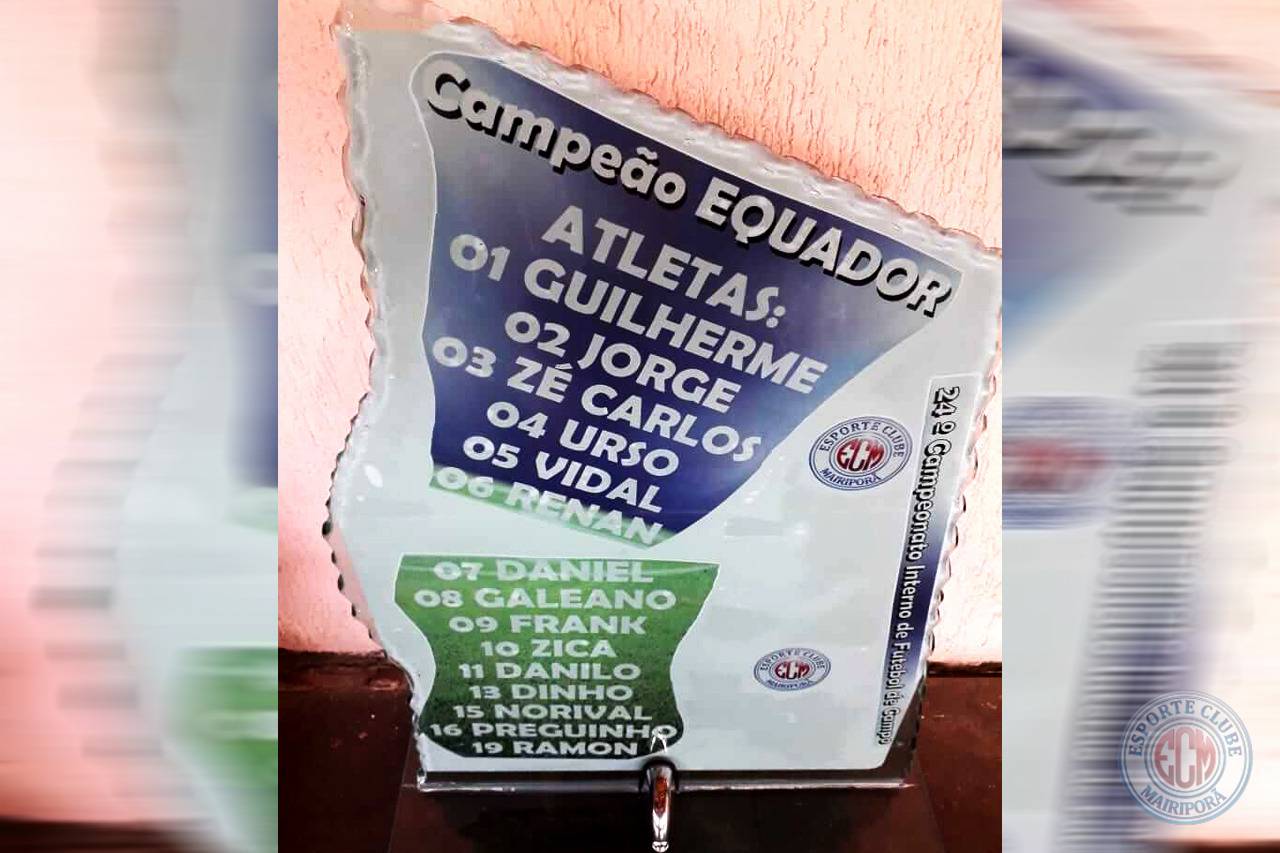 Campeão EQUADOR
ATLETAS:
01 GUILHERME
02 JORGE
03 ZÉ CARLOS
04 URSO
05 VIDAL
06 RENAN
07 DANIEL
08 GALEANO
09 FRANK
10 ZICA
11 DANILO
13 DINHO
15 NORIVAL
16 PREGUINHO
19 RAMON
24º Campeonato Interno de Futebol de Campo
ESPORTE CLUBE
ECM
MAIRIPORÃ
ESPORTE CLUBE
ECM
MAIRIPORÃ
ESPORTE CLUBE
ECM
MAIRIPORÃ